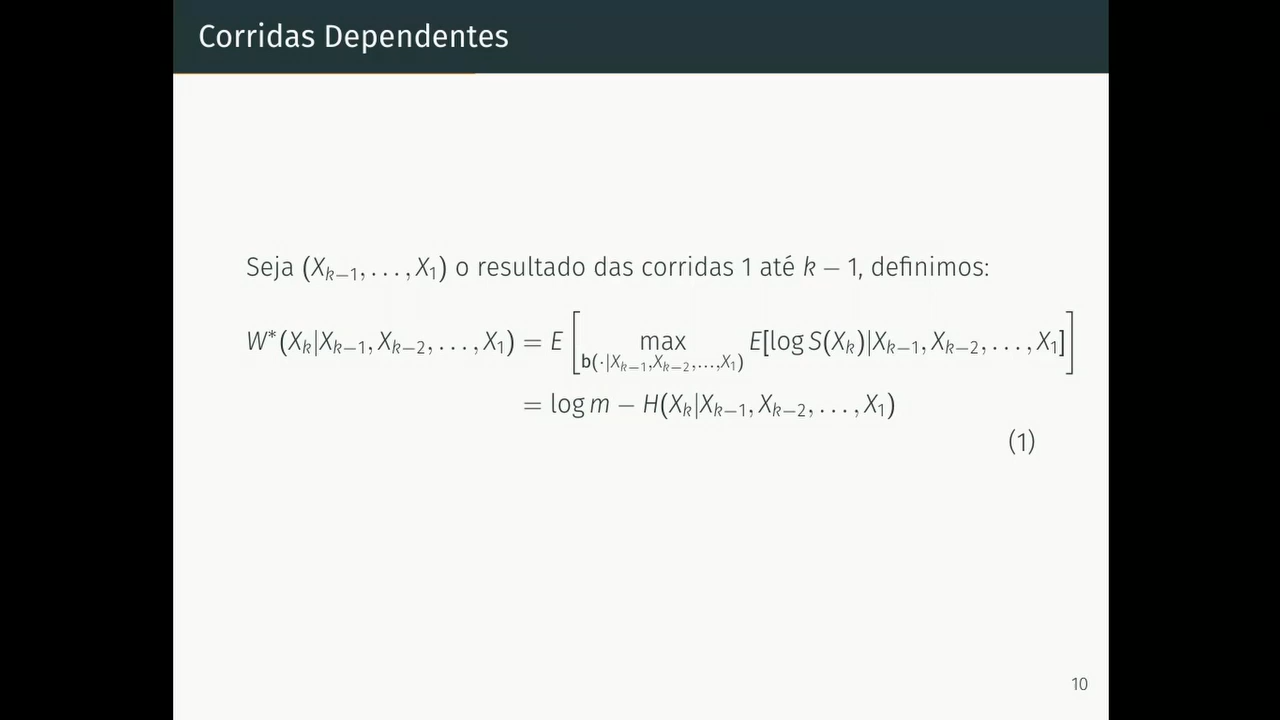 Corridas Dependentes
Seja (X_{k−1}, . . . , X_1) o resultado das corridas 1 até k − 1, definimos:
W*(X_k|X_{k−1}, X_{k−2}, . . . , X_1) = E [ max_{b(·|X_{k−1},X_{k−2},...,X_1)} E[log S(X_k)|X_{k−1}, X_{k−2}, . . . , X_1] ]
= log m − H(X_k|X_{k−1}, X_{k−2}, . . . , X_1)
(1)
10